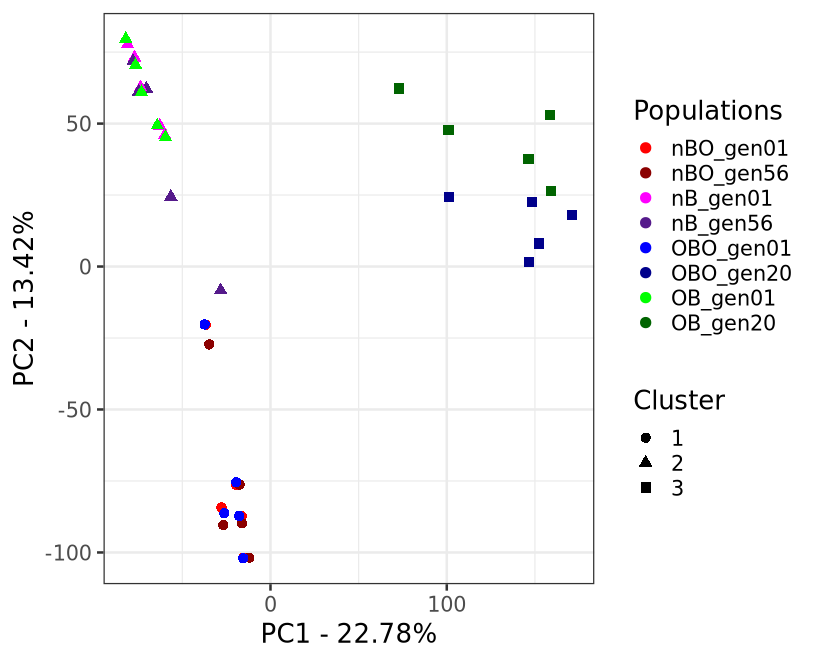 50
0
-50
-100
PC2 - 13.42%
0
100
PC1 - 22.78%
Populations
nBO_gen01
nBO_gen56
nB_gen01
nB_gen56
OBO_gen01
OBO_gen20
OB_gen01
OB_gen20
Cluster
1
2
3